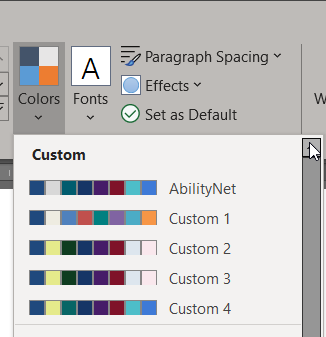 Paragraph Spacing
Effects
Set as Default
Colors
A
Fonts
W
Custom
AbilityNet
Custom 1
Custom 2
Custom 3
Custom 4